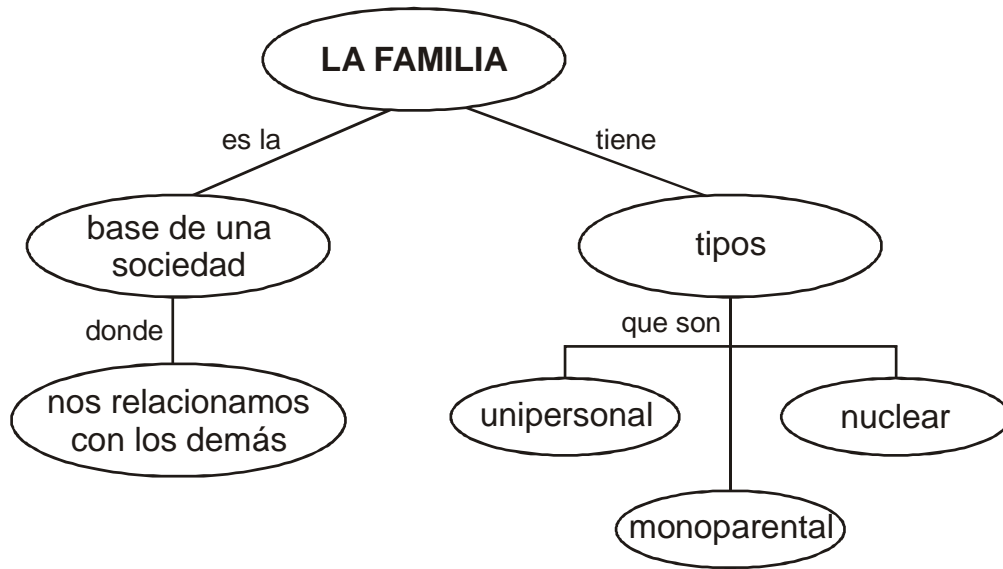 LA FAMILIA
es la
tiene
base de una
sociedad
tipos
donde
que son
nos relacionamos
con los demás
unipersonal
nuclear
monoparental